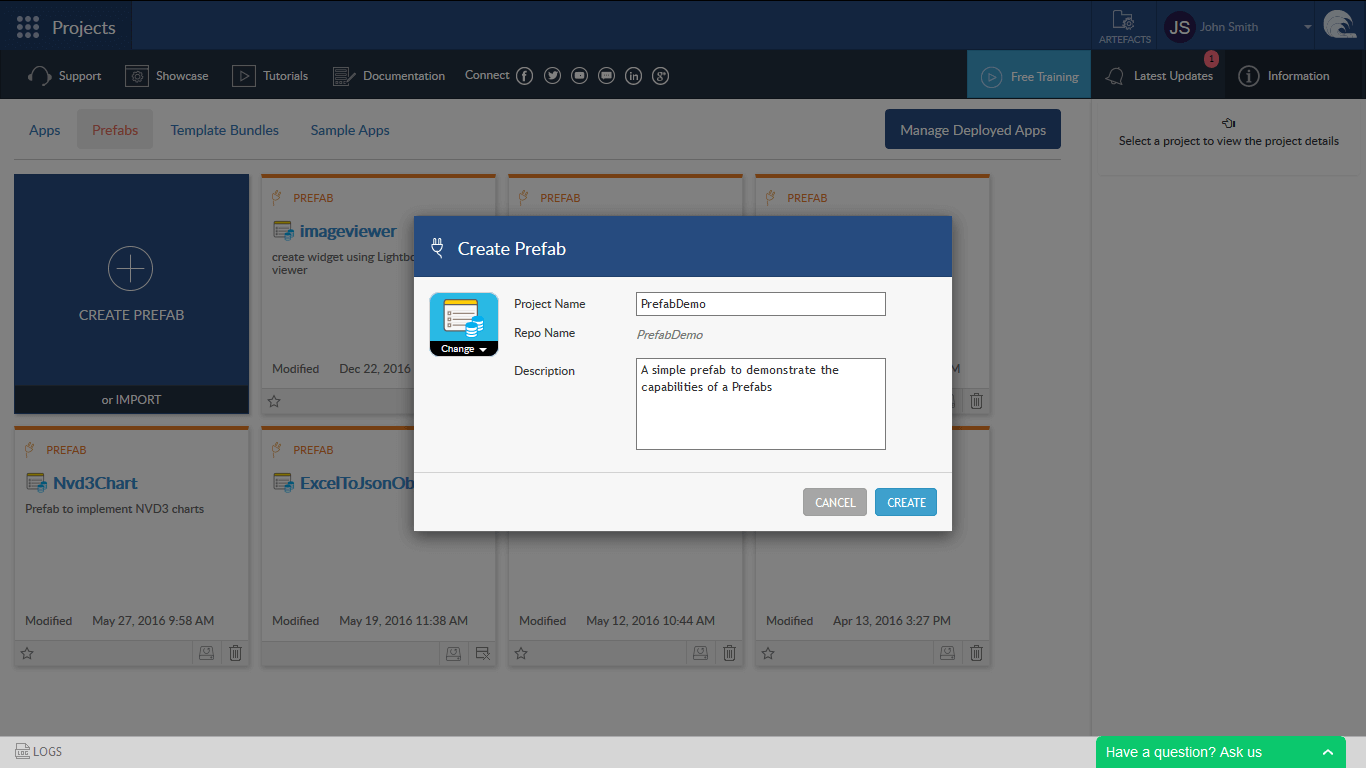 Projects
ARTEFACTS
JS
John Smith
Support
Showcase
Tutorials
Documentation
Connect
Free Training
Latest Updates
1
Information
Apps
Prefabs
Template Bundles
Sample Apps
Manage Deployed Apps
Select a project to view the project details
CREATE PREFAB
or IMPORT
PREFAB
imageviewer
create widget using Lightbo
viewer
Modified Dec 22, 2016
PREFAB
PREFAB
M
Create Prefab
Change
Project Name
PrefabDemo
Repo Name
PrefabDemo
Description
A simple prefab to demonstrate the
capabilities of a Prefabs
CANCEL
CREATE
PREFAB
Nvd3Chart
Prefab to implement NVD3 charts
Modified May 27, 2016 9:58 AM
PREFAB
ExcelToJsonOb
Modified May 19, 2016 11:38 AM
Modified May 12, 2016 10:44 AM
Modified Apr 13, 2016 3:27 PM
LOG
LOGS
Have a question? Ask us